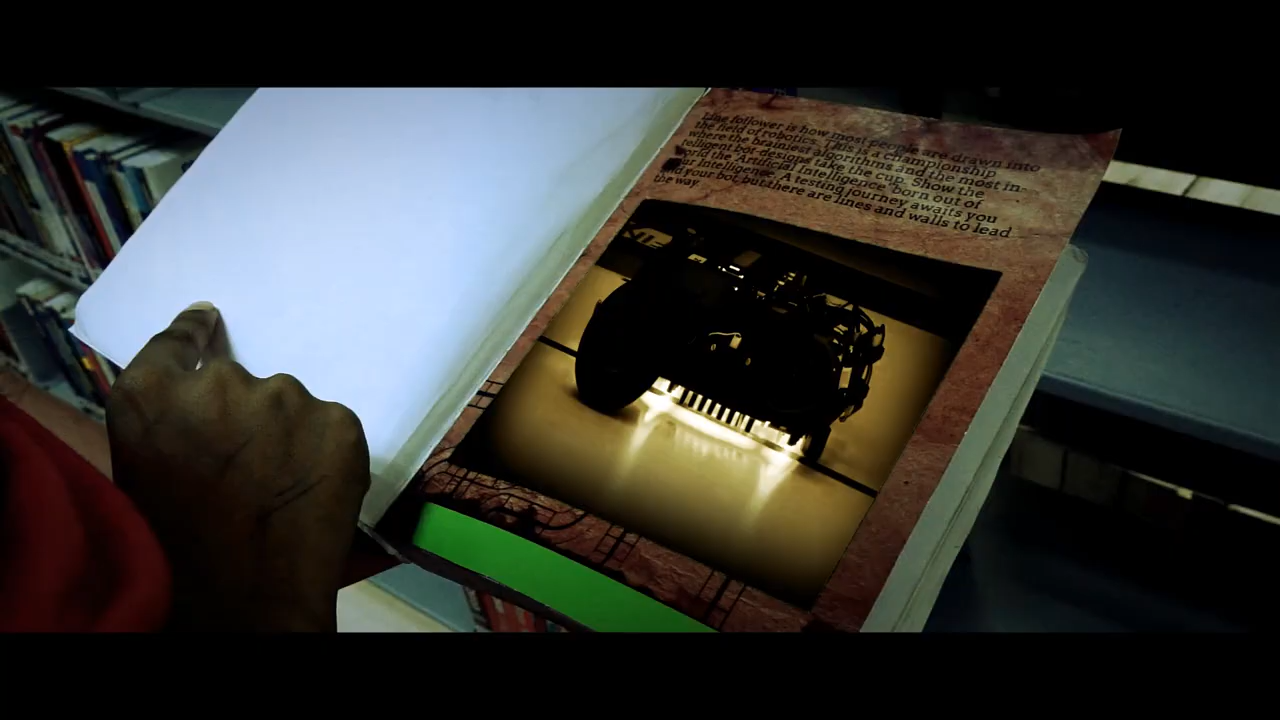 Line follower is how most people are drawn into
the field of robotics. This is a championship
where the brainiest algorithms and the most in-
telligent bot designs take the cup. Show the
world the 'Artificial Intelligence' born out of
your intelligence. A testing journey awaits you
and your bot but there are lines and walls to lead
the way.